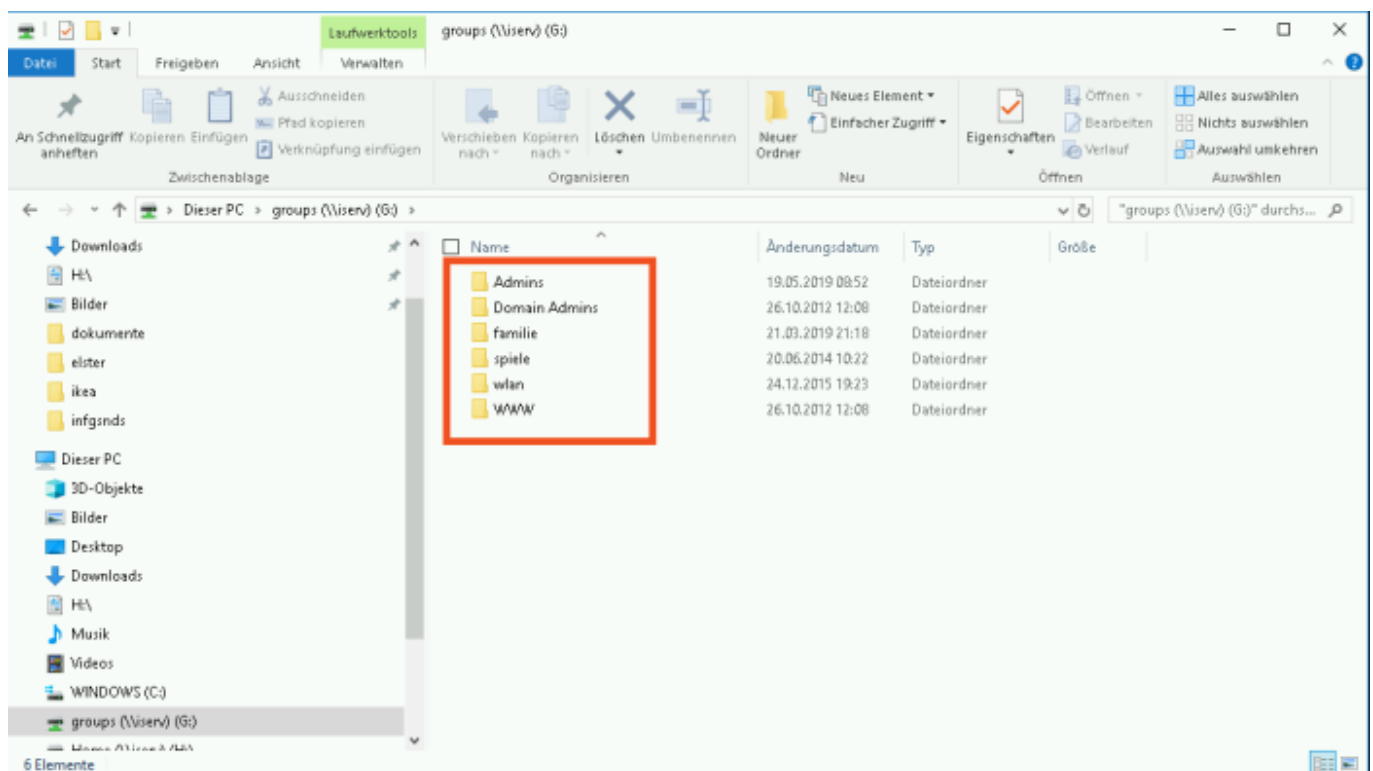 Laufwerktools groups (\\iserv) (G:)
Datei Start Freigeben Ansicht Verwalten
An Schnellzugriff anheften
Kopieren
Einfügen
Ausschneiden
Pfad kopieren
Verknüpfung einfügen
Zwischenablage
Verschieben nach
Kopieren nach
Löschen
Umbenennen
Organisieren
Neuer Ordner
Neues Element
Einfacher Zugriff
Neu
Eigenschaften
Öffnen
Bearbeiten
Verlauf
Öffnen
Alles auswählen
Nichts auswählen
Auswahl umkehren
Auswählen
Dieser PC > groups (\\iserv) (G:) >
"groups (\\iserv) (G:)" durchs...
Downloads
H:\
Bilder
dokumente
elster
ikea
infgsnds
Dieser PC
3D-Objekte
Bilder
Desktop
Downloads
H:\
Musik
Videos
WINDOWS (C:)
groups (\\iserv) (G:)
Home (\\iserv) (H:)
Name Änderungsdatum Typ Größe
Admins 19.05.2019 08:52 Dateiordner
Domain Admins 26.10.2012 12:08 Dateiordner
familie 21.03.2019 21:18 Dateiordner
spiele 20.06.2014 10:22 Dateiordner
wlan 24.12.2015 19:23 Dateiordner
WWW 26.10.2012 12:08 Dateiordner
6 Elemente